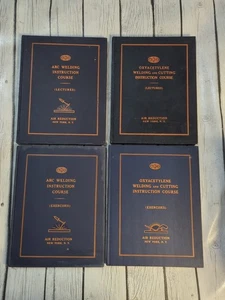 ARC WELDING
INSTRUCTION
COURSE
(LECTURES)
AIR REDUCTION
NEW YORK, N. Y.
OXYACETYLENE
WELDING AND CUTTING
INSTRUCTION COURSE
(LECTURES)
AIR REDUCTION
NEW YORK, N. Y.
ARC WELDING
INSTRUCTION
COURSE
(EXERCISES)
AIR REDUCTION
NEW YORK, N. Y.
OXYACETYLENE
WELDING AND CUTTING
INSTRUCTION COURSE
(EXERCISES)
AIR REDUCTION
NEW YORK, N. Y.